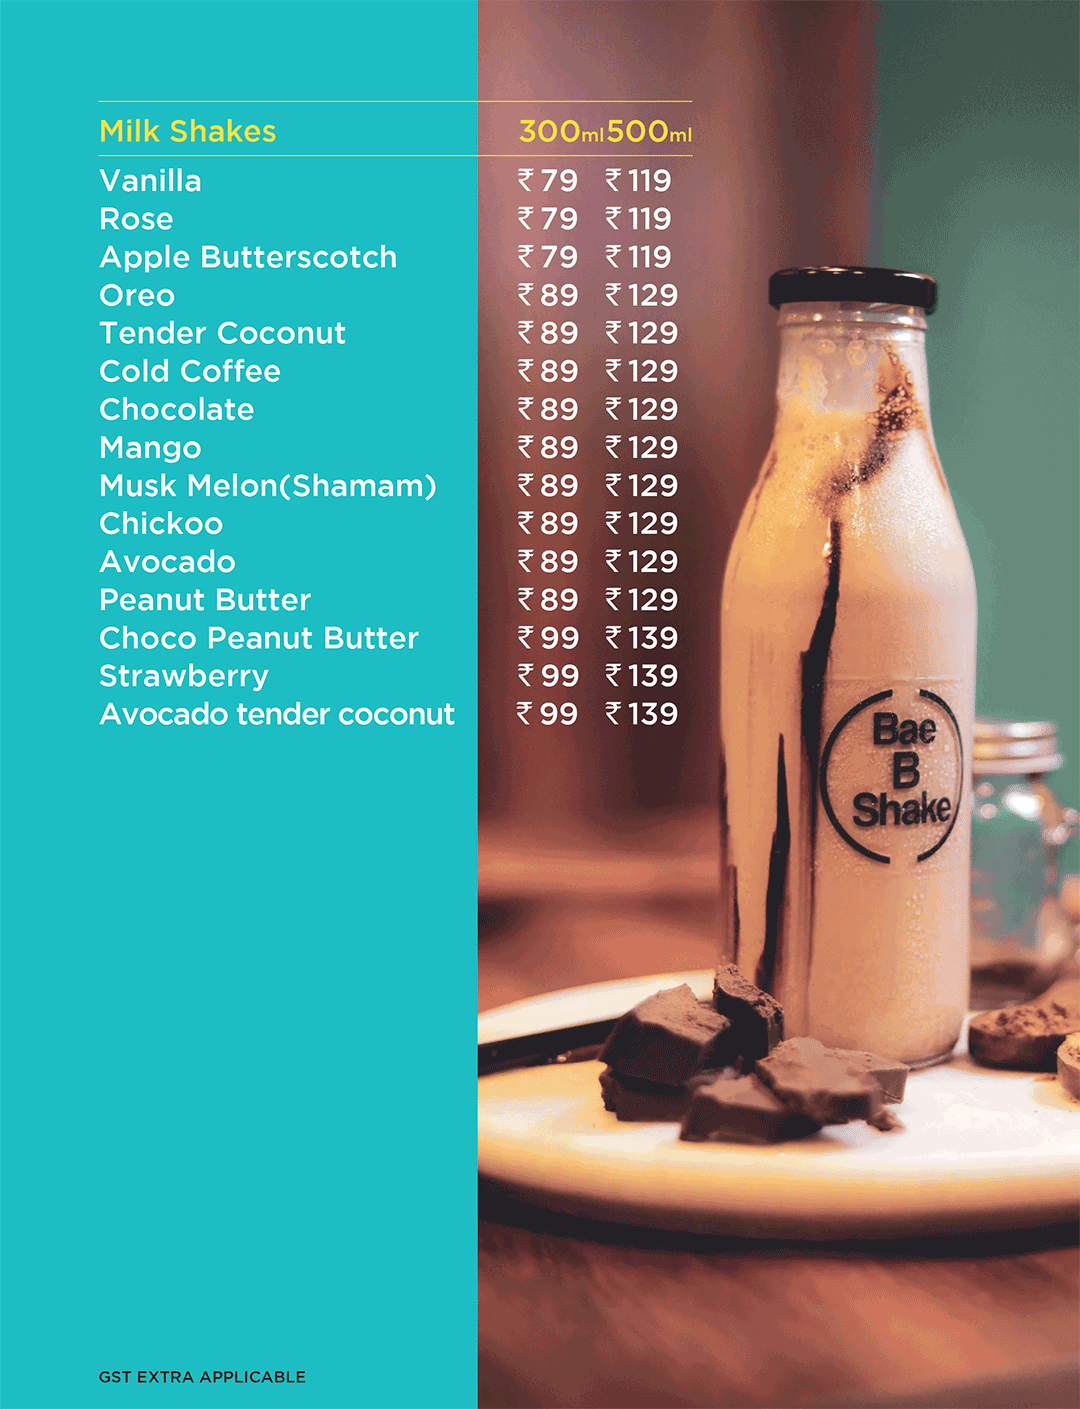 Milk Shakes 300ml 500ml
Vanilla ₹79 ₹119
Rose ₹79 ₹119
Apple Butterscotch ₹79 ₹119
Oreo ₹89 ₹129
Tender Coconut ₹89 ₹129
Cold Coffee ₹89 ₹129
Chocolate ₹89 ₹129
Mango ₹89 ₹129
Musk Melon(Shamam) ₹89 ₹129
Chickoo ₹89 ₹129
Avocado ₹89 ₹129
Peanut Butter ₹89 ₹129
Choco Peanut Butter ₹99 ₹139
Strawberry ₹99 ₹139
Avocado tender coconut ₹99 ₹139
Bae
B
Shake
GST EXTRA APPLICABLE